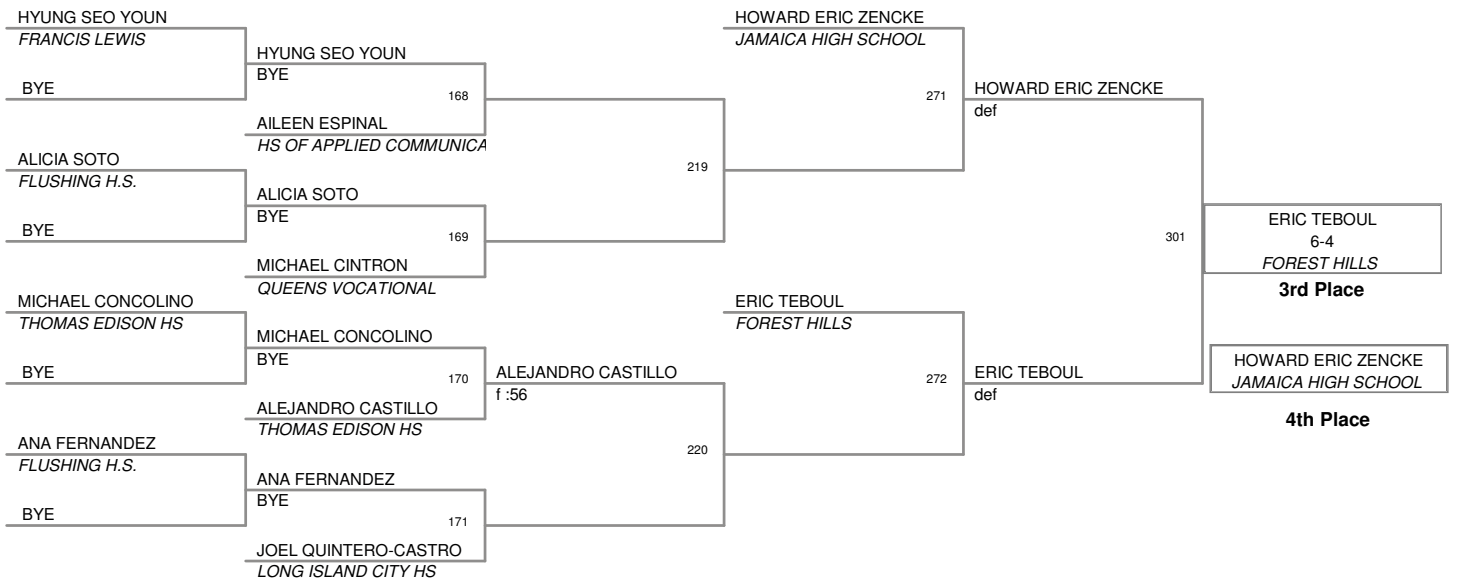 HYUNG SEO YOUN
FRANCIS LEWIS
BYE
ALICIA SOTO
FLUSHING H.S.
BYE
MICHAEL CONCOLINO
THOMAS EDISON HS
BYE
ANA FERNANDEZ
FLUSHING H.S.
BYE
HYUNG SEO YOUN
BYE
168
AILEEN ESPINAL
HS OF APPLIED COMMUNICA
ALICIA SOTO
BYE
169
MICHAEL CINTRON
QUEENS VOCATIONAL
MICHAEL CONCOLINO
BYE
170
ALEJANDRO CASTILLO
THOMAS EDISON HS
ANA FERNANDEZ
BYE
171
JOEL QUINTERO-CASTRO
LONG ISLAND CITY HS
219
ALEJANDRO CASTILLO
f :56
220
HOWARD ERIC ZENCKE
JAMAICA HIGH SCHOOL
271
ERIC TEBOUL
FOREST HILLS
272
HOWARD ERIC ZENCKE
def
301
ERIC TEBOUL
def
ERIC TEBOUL
6-4
FOREST HILLS
3rd Place
HOWARD ERIC ZENCKE
JAMAICA HIGH SCHOOL
4th Place